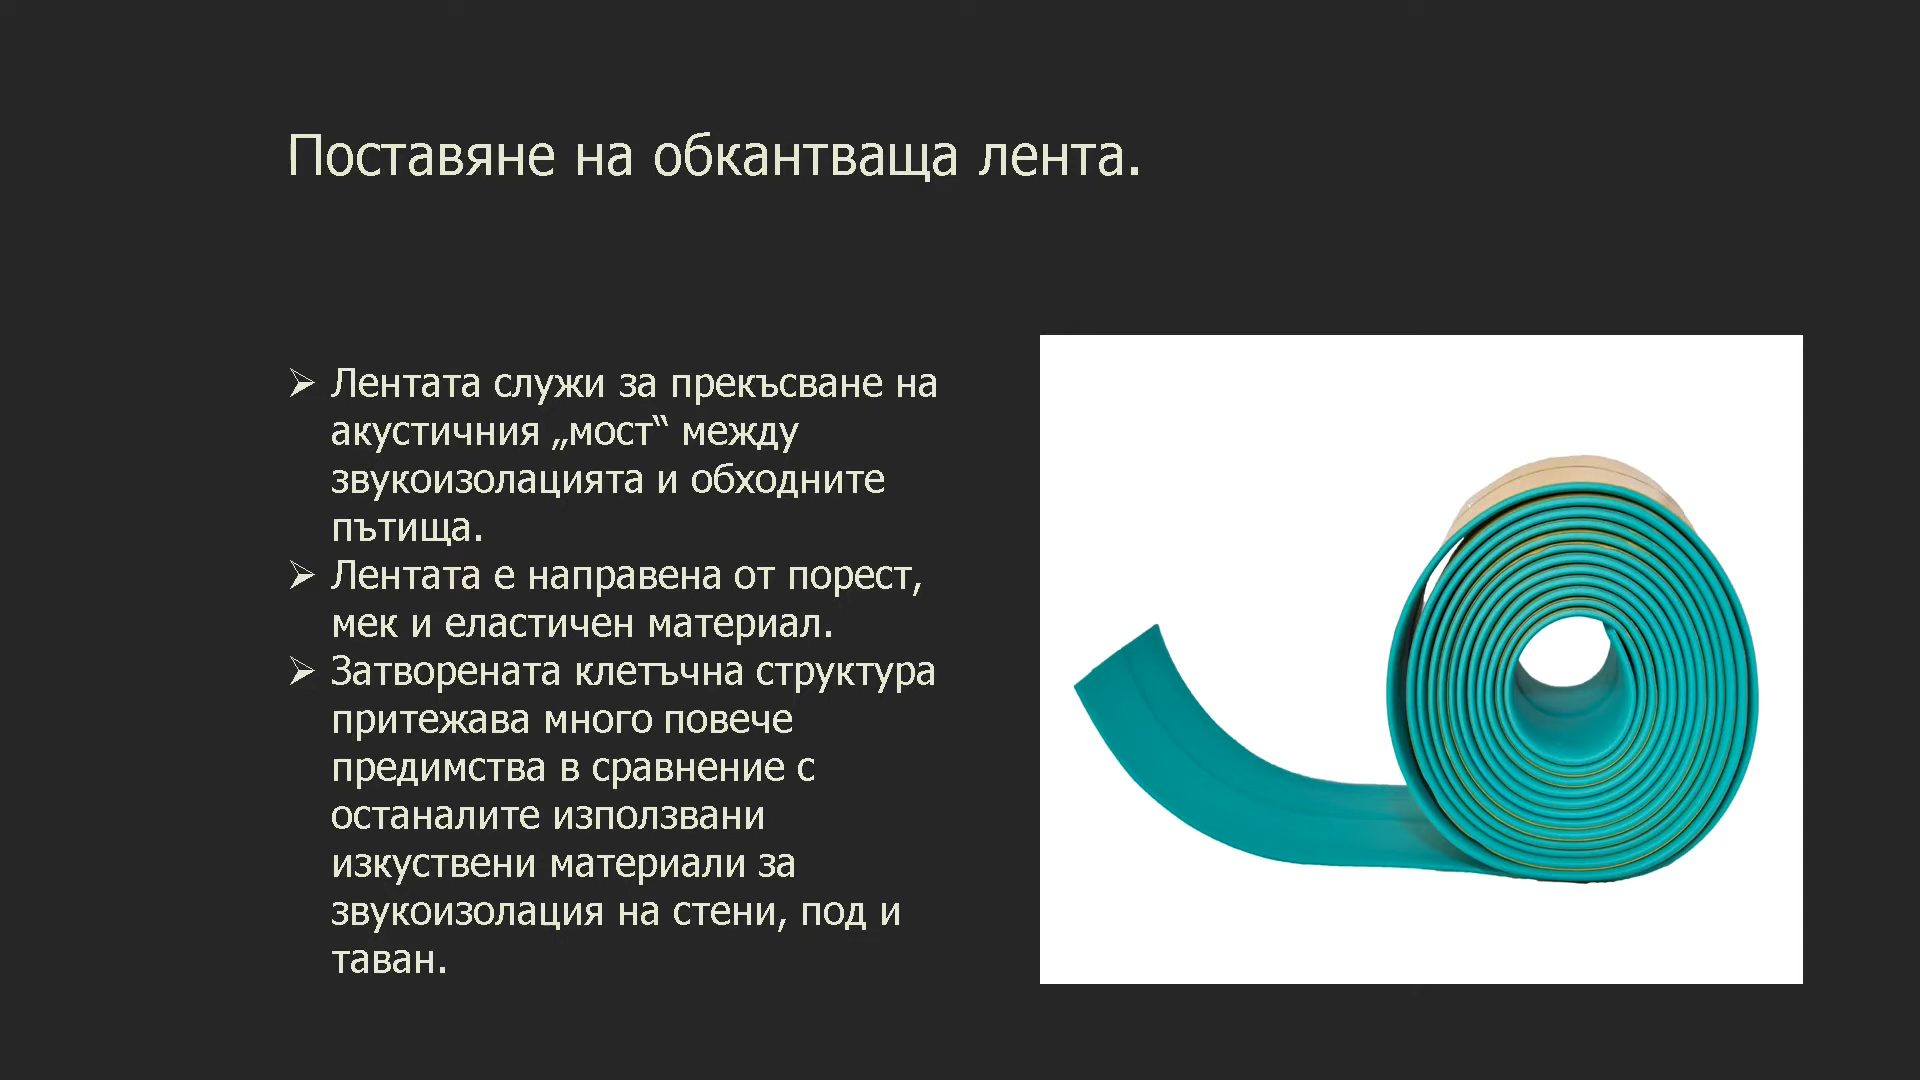 Поставяне на обкантваща лента.
➢ Лентата служи за прекъсване на
акустичния „мост“ между
звукоизолацията и обходните
пътища.
➢ Лентата е направена от порест,
мек и еластичен материал.
➢ Затворената клетъчна структура
притежава много повече
предимства в сравнение с
останалите използвани
изкуствени материали за
звукоизолация на стени, под и
таван.